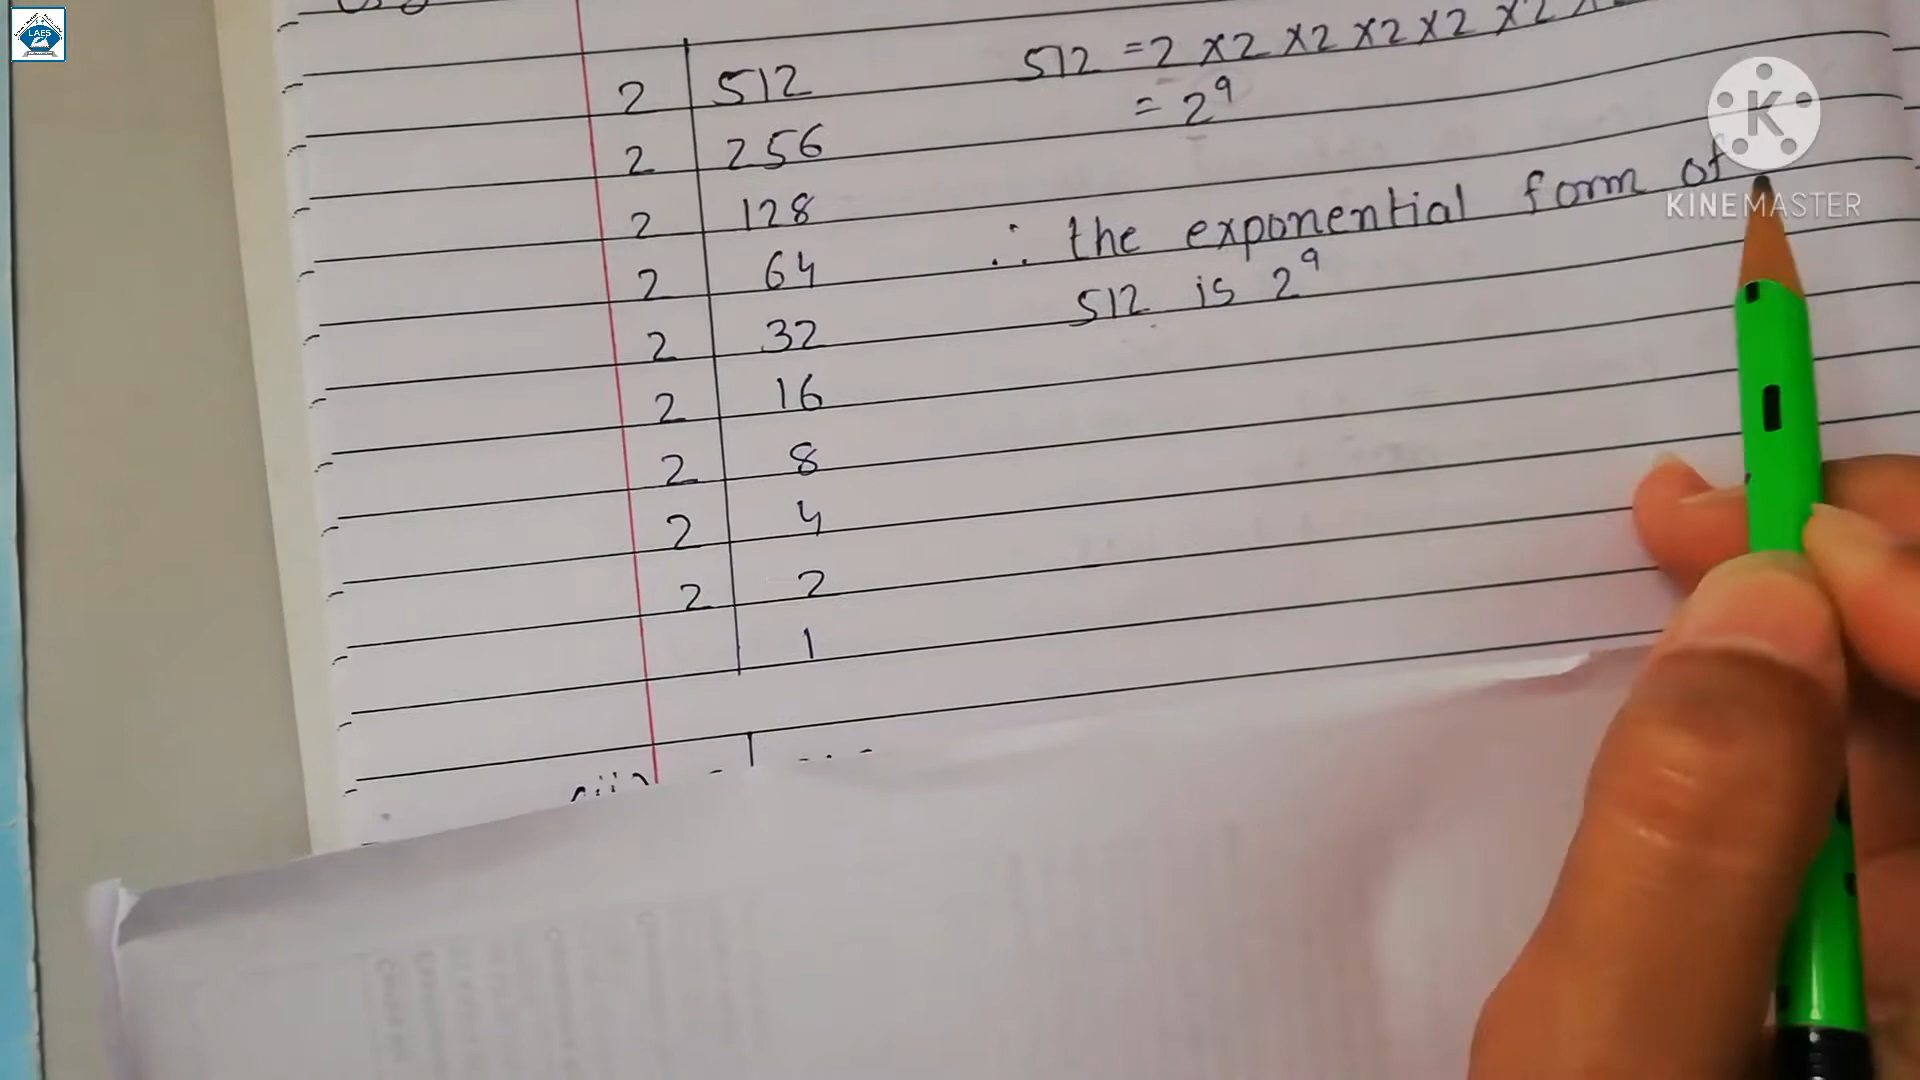 LAES
2 512
2 256
2 128
2 64
2 32
2 16
2 8
2 4
2 2
1
512 = 2 × 2 × 2 × 2 × 2 × 2 ×
= 2⁹
∴ the exponential form of
512 is 2⁹
K
KINEMASTER